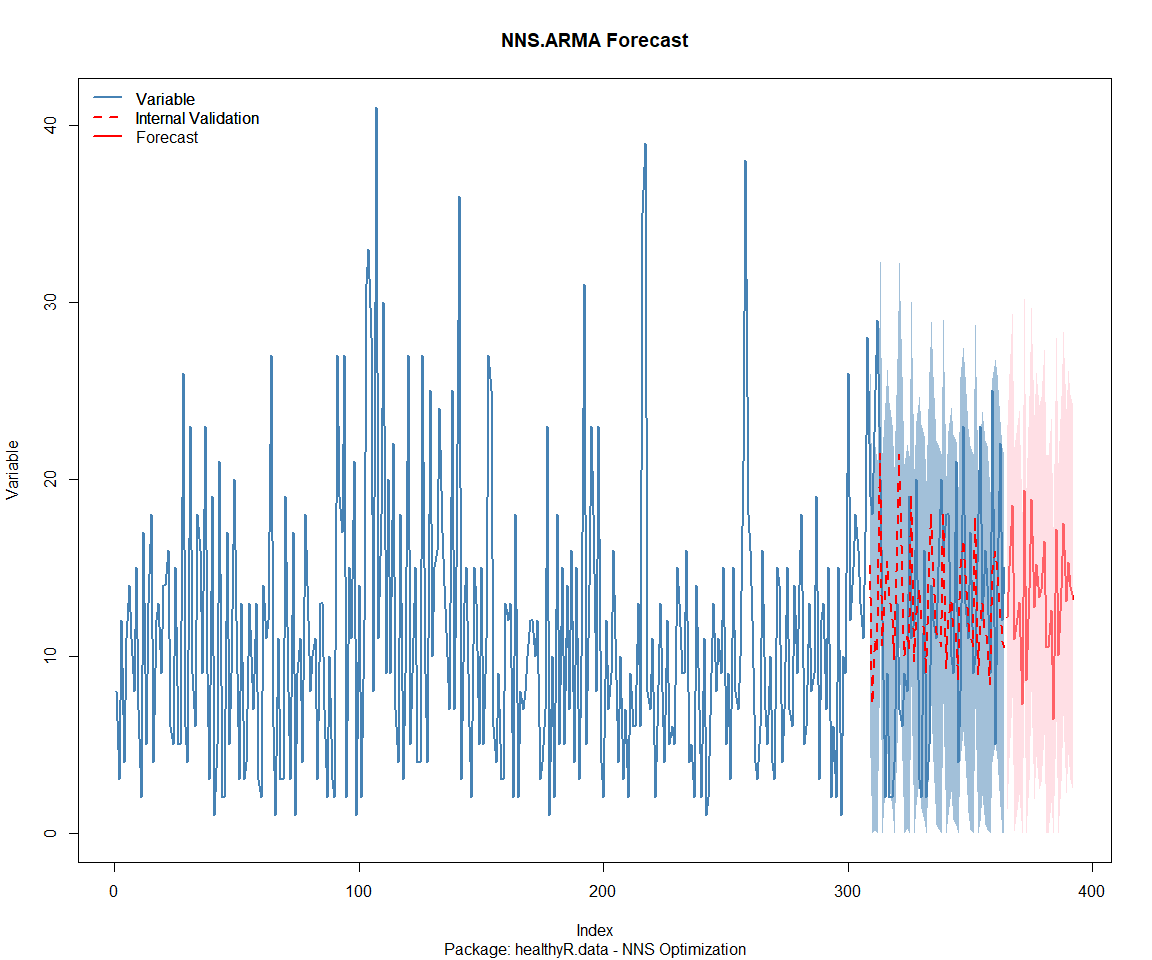 NNS.ARMA Forecast
Variable
Internal Validation
Forecast
Variable
40
30
20
10
0
0 100 200 300 400
Index
Package: healthyR.data - NNS Optimization